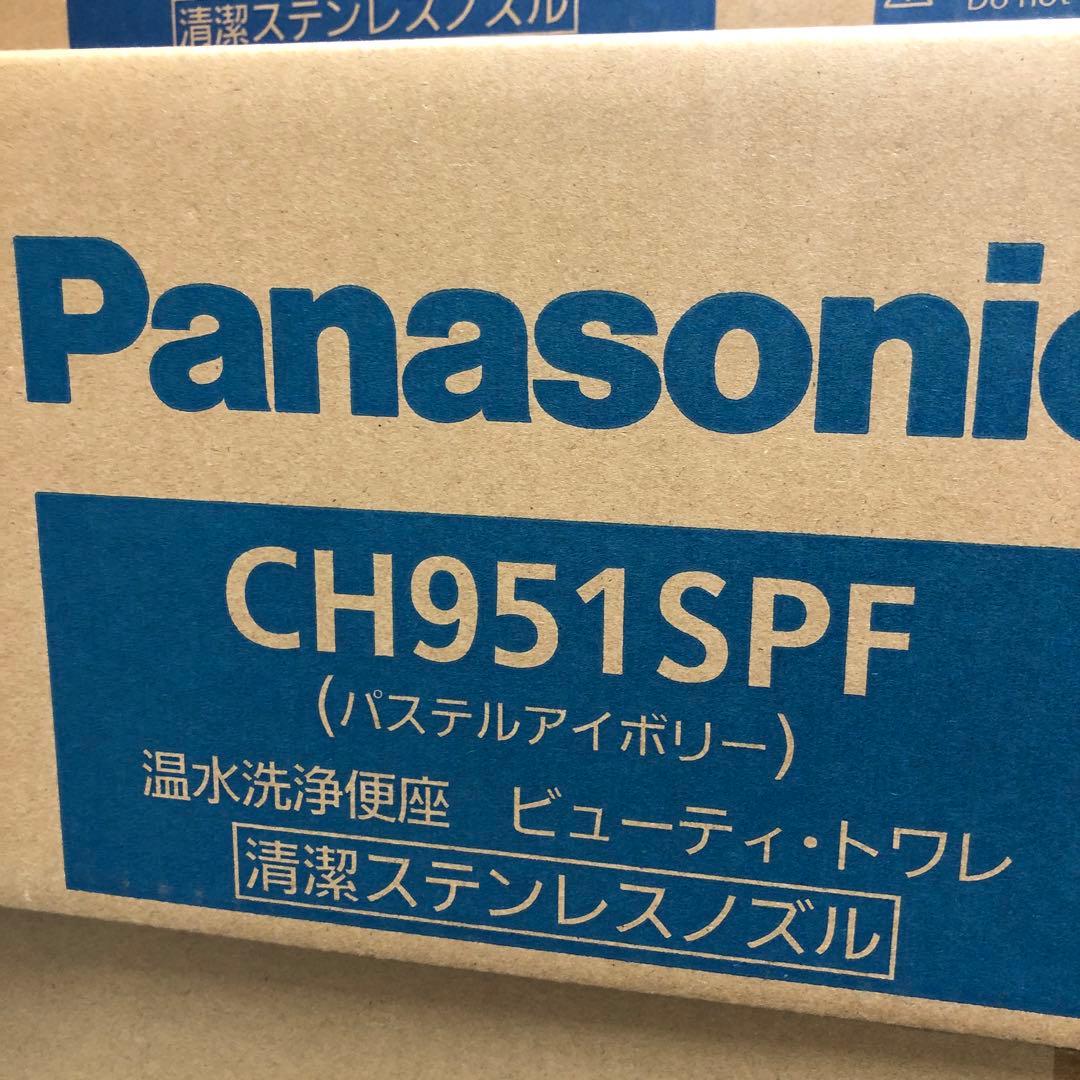 清潔ステンレスノズル
Do not
Panasonic
CH951SPF
(パステルアイボリー)
温水洗浄便座 ビューティ・トワレ
清潔ステンレスノズル